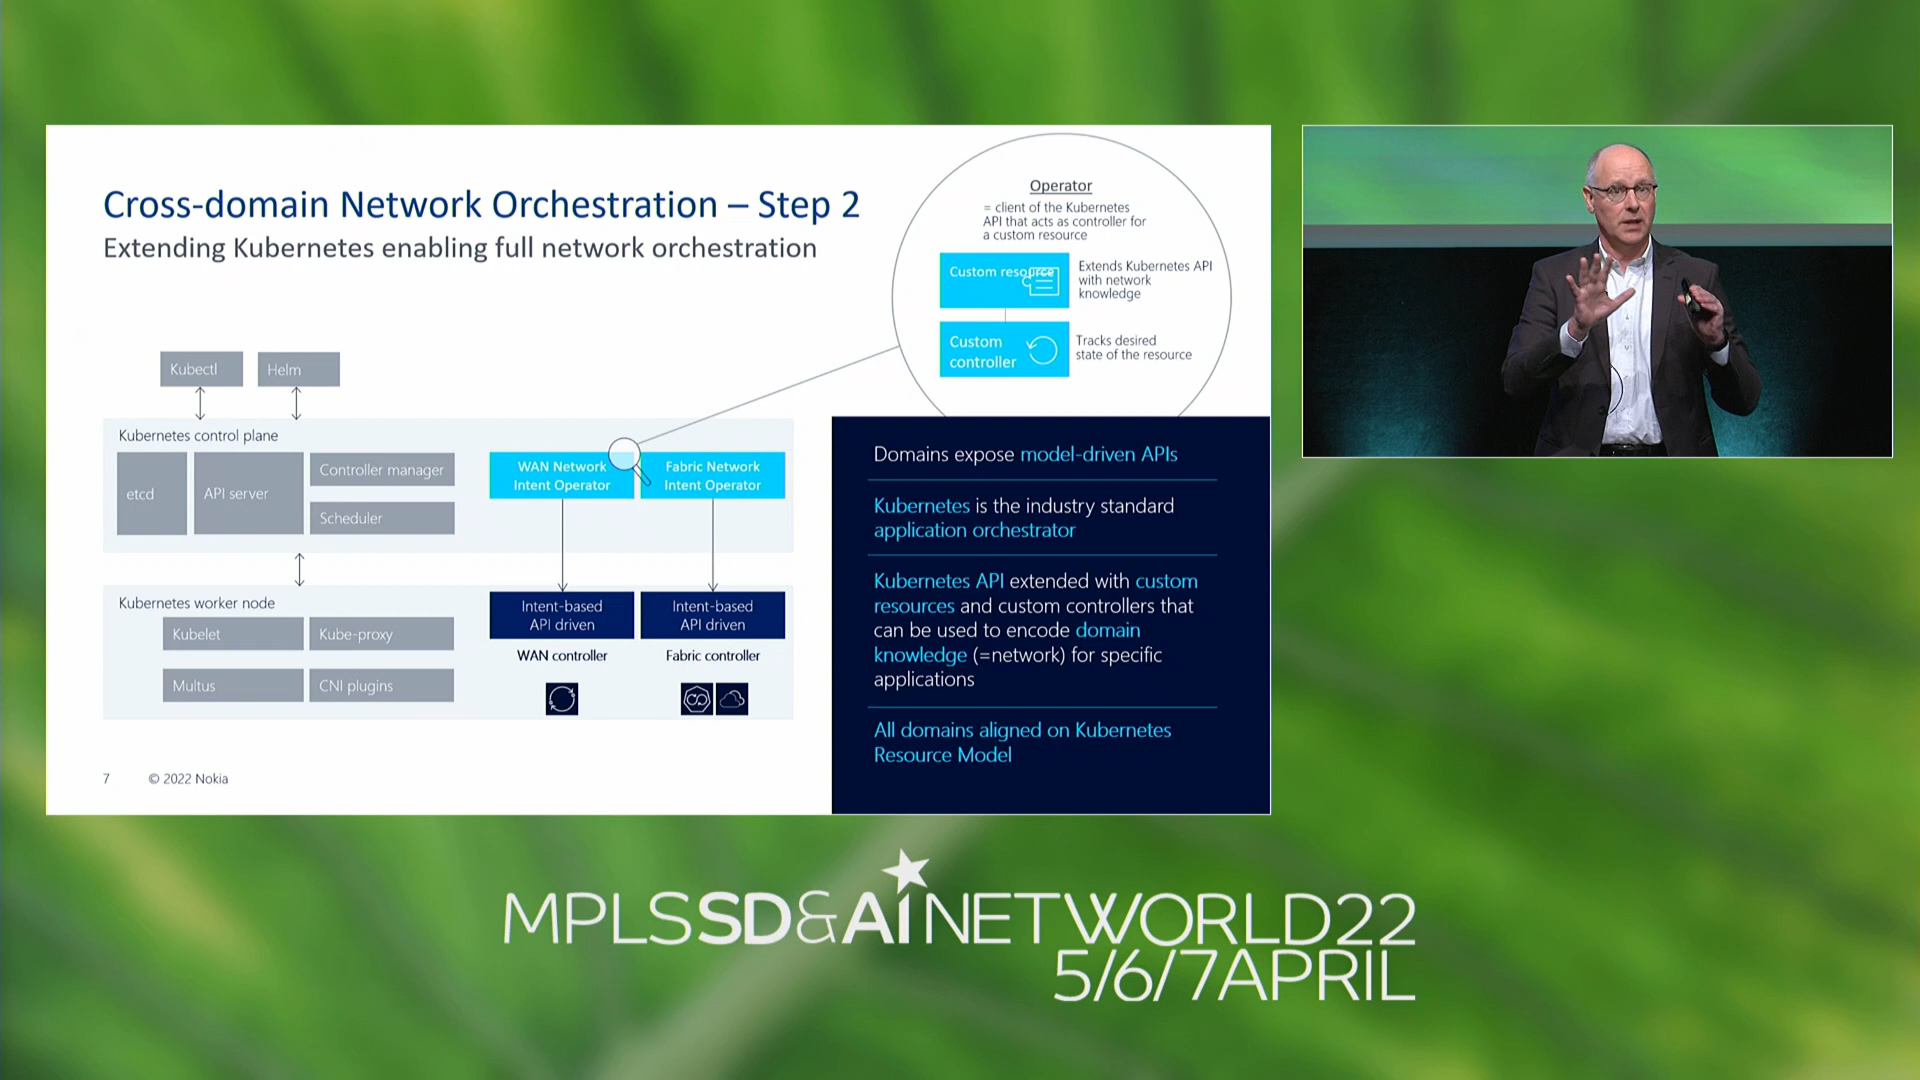 Cross-domain Network Orchestration – Step 2
Extending Kubernetes enabling full network orchestration
Operator
= client of the Kubernetes
API that acts as controller for
a custom resource
Custom resource
Extends Kubernetes API
with network
knowledge
Custom
controller
Tracks desired
state of the resource
Kubectl
Helm
Kubernetes control plane
etcd
API server
Controller manager
Scheduler
WAN Network
Intent Operator
Fabric Network
Intent Operator
Kubernetes worker node
Kubelet
Kube-proxy
Multus
CNI plugins
Intent-based
API driven
WAN controller
Intent-based
API driven
Fabric controller
Domains expose model-driven APIs
Kubernetes is the industry standard
application orchestrator
Kubernetes API extended with custom
resources and custom controllers that
can be used to encode domain
knowledge (=network) for specific
applications
All domains aligned on Kubernetes
Resource Model
7 © 2022 Nokia
MPLSSD&AINETWORLD22
5/6/7APRIL